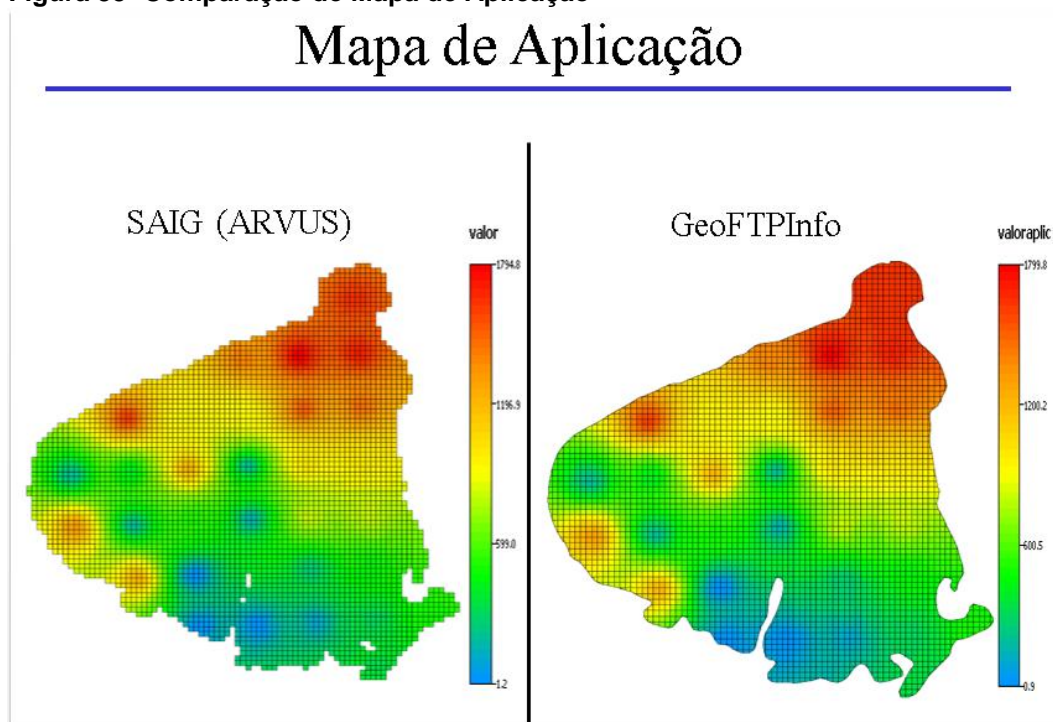 Mapa de Aplicação
SAIG (ARVUS)
valor
1794.8
1196.9
599.0
1.2
GeoFTPInfo
valoraplic
1799.8
1200.2
600.5
0.9